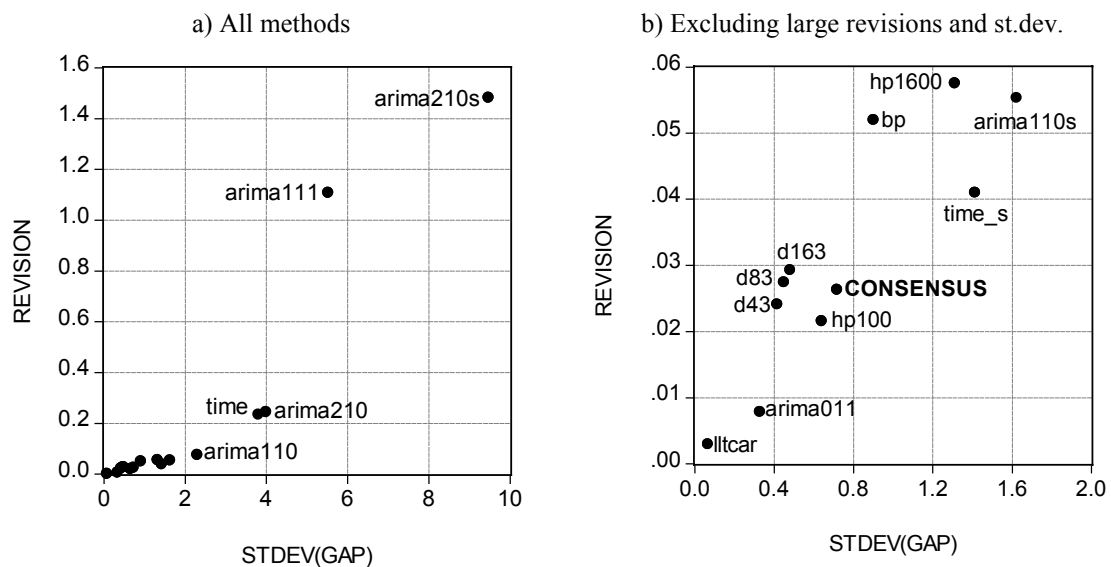 a) All methods
1.6
1.4
1.2
1.0
0.8
0.6
0.4
0.2
0.0
REVISION
arima210s
arima111
time
arima210
arima110
0 2 4 6 8 10
STDEV(GAP)
b) Excluding large revisions and st.dev.
.06
.05
.04
.03
.02
.01
.00
REVISION
hp1600
bp
arima110s
time_s
d163
d83
CONSENSUS
d43
hp100
arima011
lltcar
0.0 0.4 0.8 1.2 1.6 2.0
STDEV(GAP)